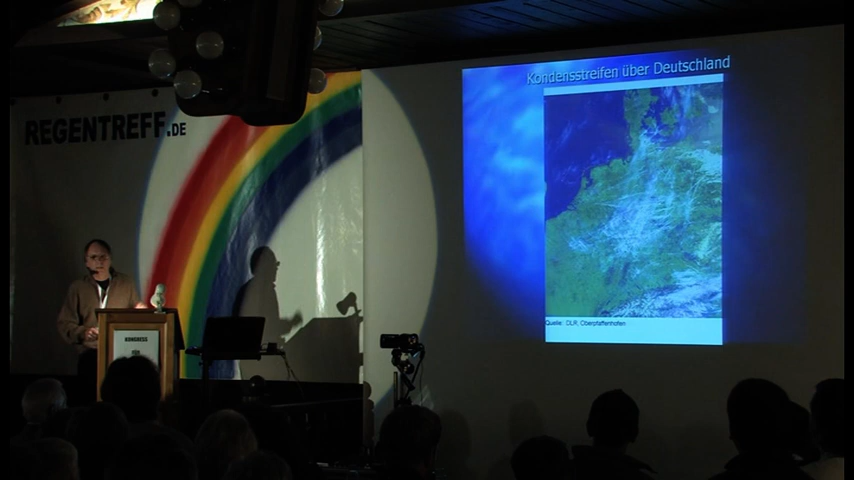 Kondensstreifen über Deutschland
REGENTREFF.DE
Quelle: DLR, Oberpfaffenhofen
KONGRESS